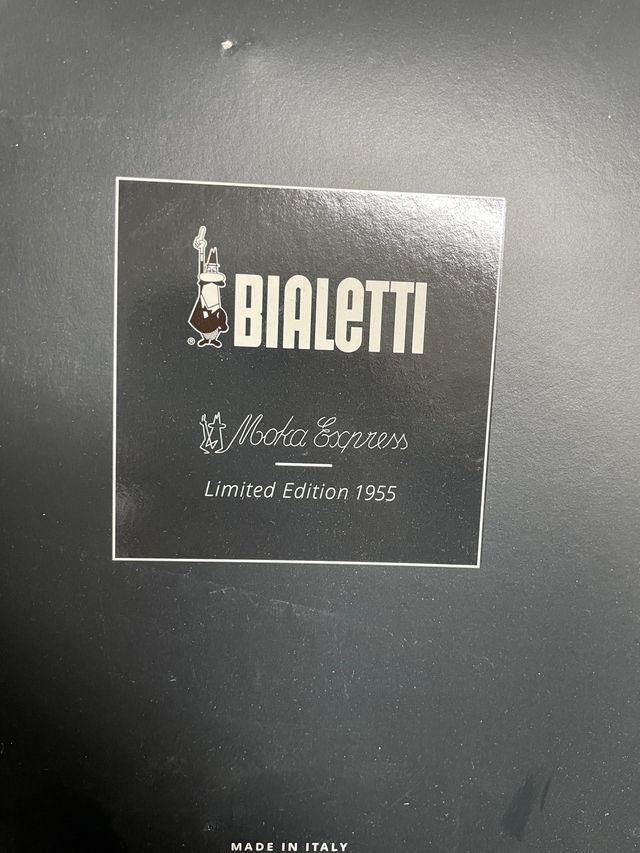 BIALETTI
®
Moka Express
Limited Edition 1955
MADE IN ITALY